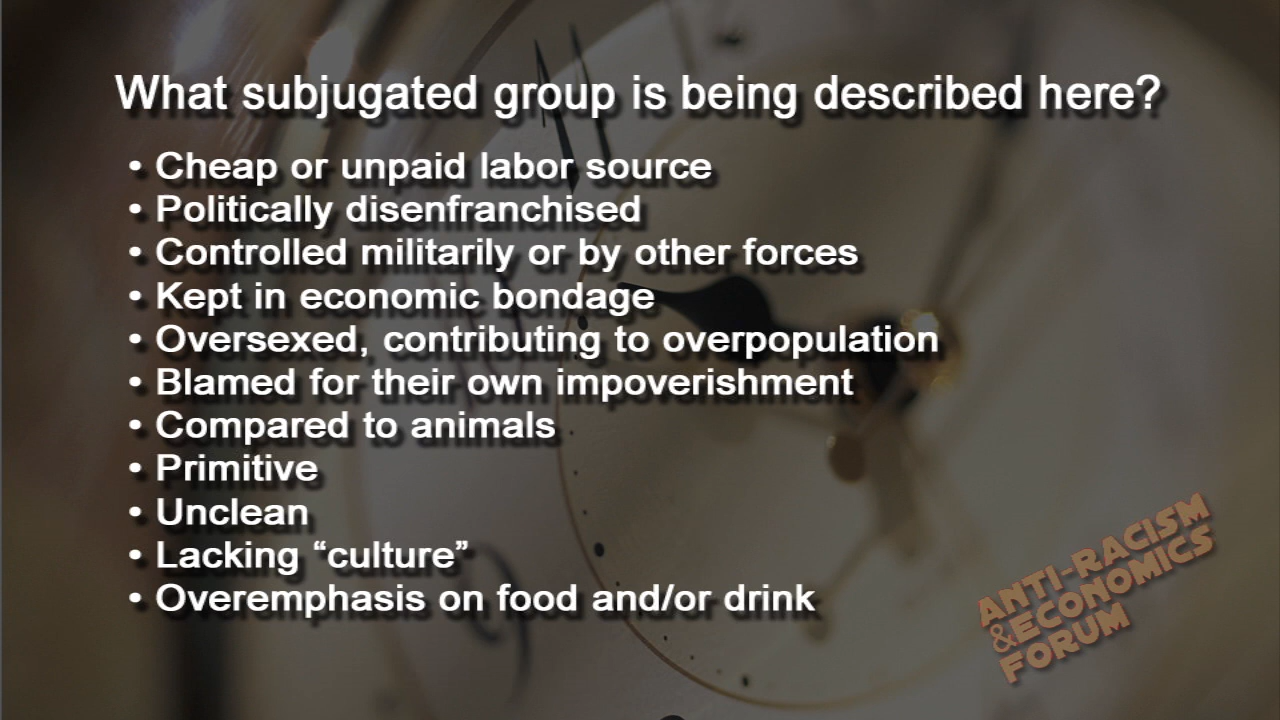 What subjugated group is being described here?
• Cheap or unpaid labor source
• Politically disenfranchised
• Controlled militarily or by other forces
• Kept in economic bondage
• Oversexed, contributing to overpopulation
• Blamed for their own impoverishment
• Compared to animals
• Primitive
• Unclean
• Lacking “culture”
• Overemphasis on food and/or drink
ANTI-RACISM
&ECONOMICS
FORUM